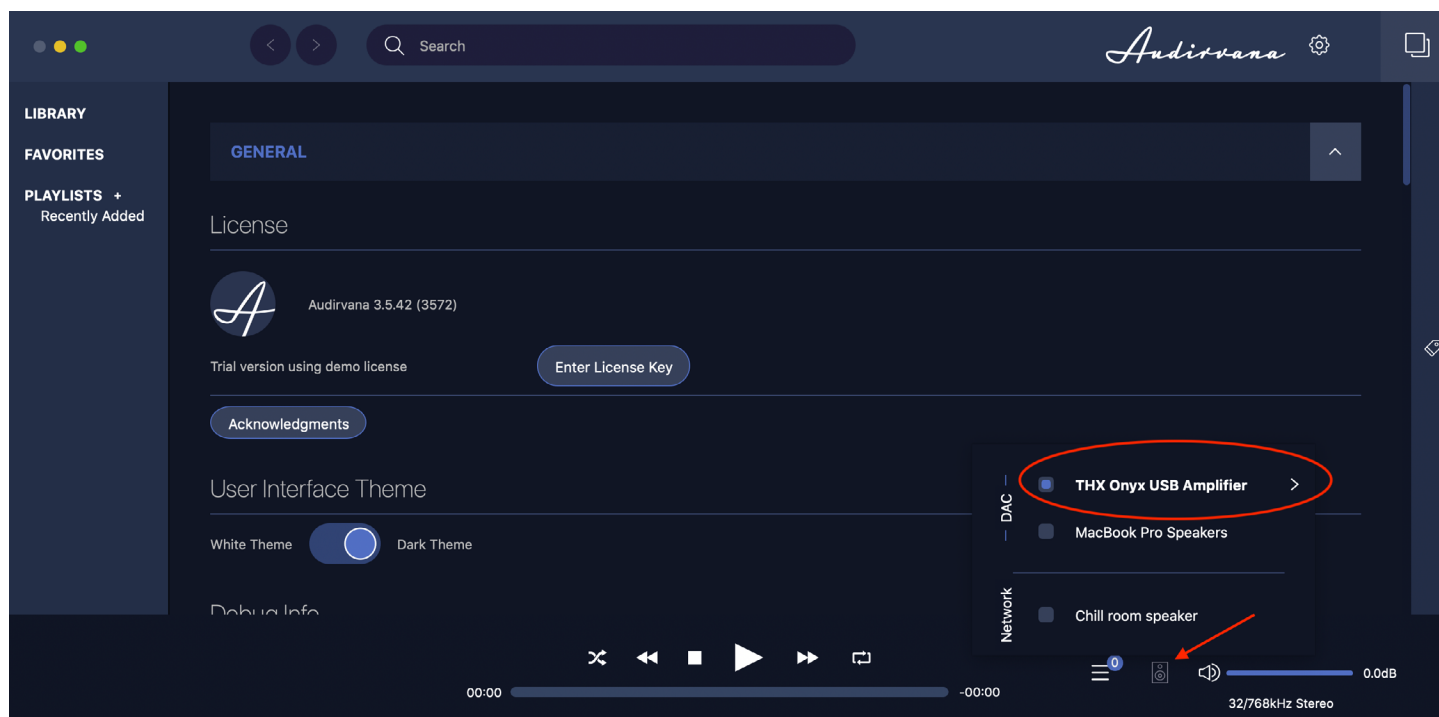 Search
Audirvana
LIBRARY
FAVORITES
PLAYLISTS +
Recently Added
GENERAL
License
Audirvana 3.5.42 (3572)
Trial version using demo license
Enter License Key
Acknowledgments
User Interface Theme
White Theme
Dark Theme
Debug Info
DAC
THX Onyx USB Amplifier
MacBook Pro Speakers
Network
Chill room speaker
0
0.0dB
00:00
-00:00
32/768kHz Stereo